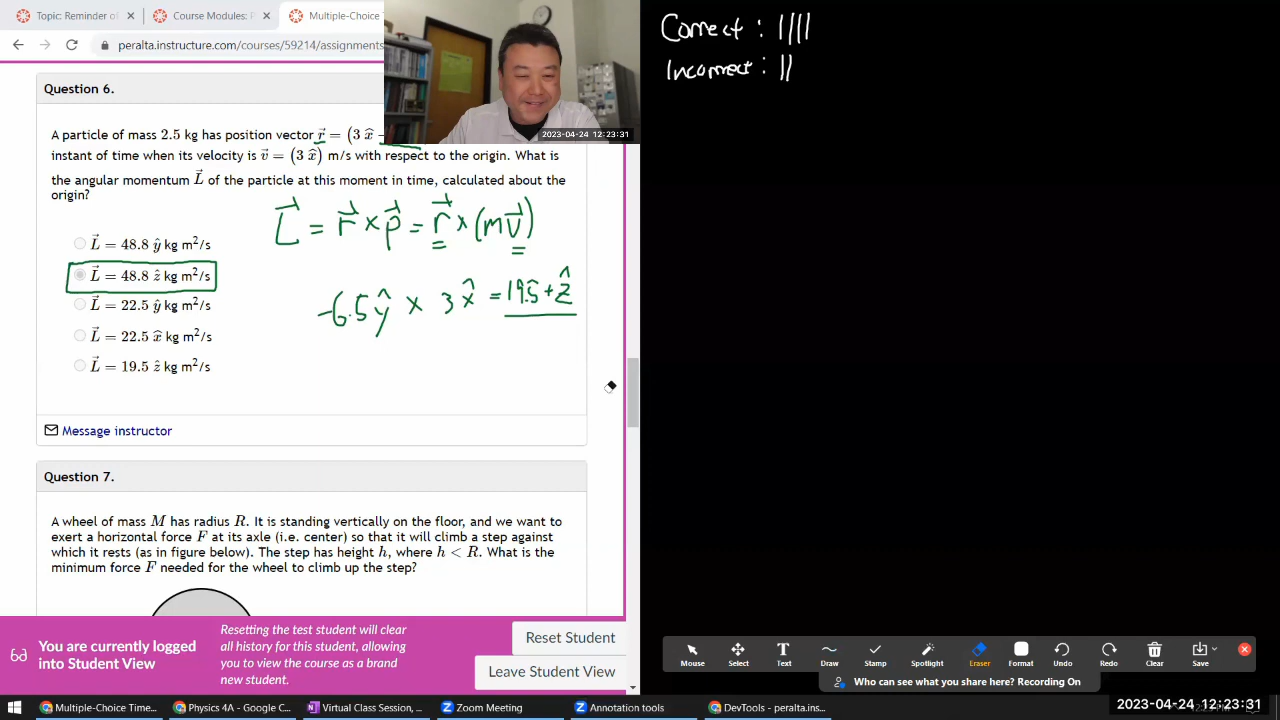 Topic: Reminder of
Course Modules: P
Multiple-Choice
peralta.instructure.com/courses/59214/assignments
2023-04-24 12:23:31
Question 6.
A particle of mass 2.5 kg has position vector r⃗ = (3 x̂
instant of time when its velocity is v⃗ = (3 x̂) m/s with respect to the origin. What is
the angular momentum L⃗ of the particle at this moment in time, calculated about the
origin?
L⃗ = r⃗ × p⃗ = r⃗ × (m v⃗)
L⃗ = 48.8 ŷ kg m²/s
L⃗ = 48.8 ẑ kg m²/s
L⃗ = 22.5 ŷ kg m²/s
L⃗ = 22.5 x̂ kg m²/s
L⃗ = 19.5 ẑ kg m²/s
-6.5 ŷ × 3 x̂ = 19.5 + ẑ
Message instructor
Question 7.
A wheel of mass M has radius R. It is standing vertically on the floor, and we want to
exert a horizontal force F at its axle (i.e. center) so that it will climb a step against
which it rests (as in figure below). The step has height h, where h < R. What is the
minimum force F needed for the wheel to climb up the step?
You are currently logged
into Student View
Resetting the test student will clear
all history for this student, allowing
you to view the course as a brand
new student.
Reset Student
Leave Student View
Correct : ||||
Incorrect : ||
Mouse
Select
Text
Draw
Stamp
Spotlight
Eraser
Format
Undo
Redo
Clear
Save
Who can see what you share here? Recording On
Multiple-Choice Time...
Physics 4A - Google C...
Virtual Class Session, ...
Zoom Meeting
Annotation tools
DevTools - peralta.ins...
2023-04-24 12:23:31